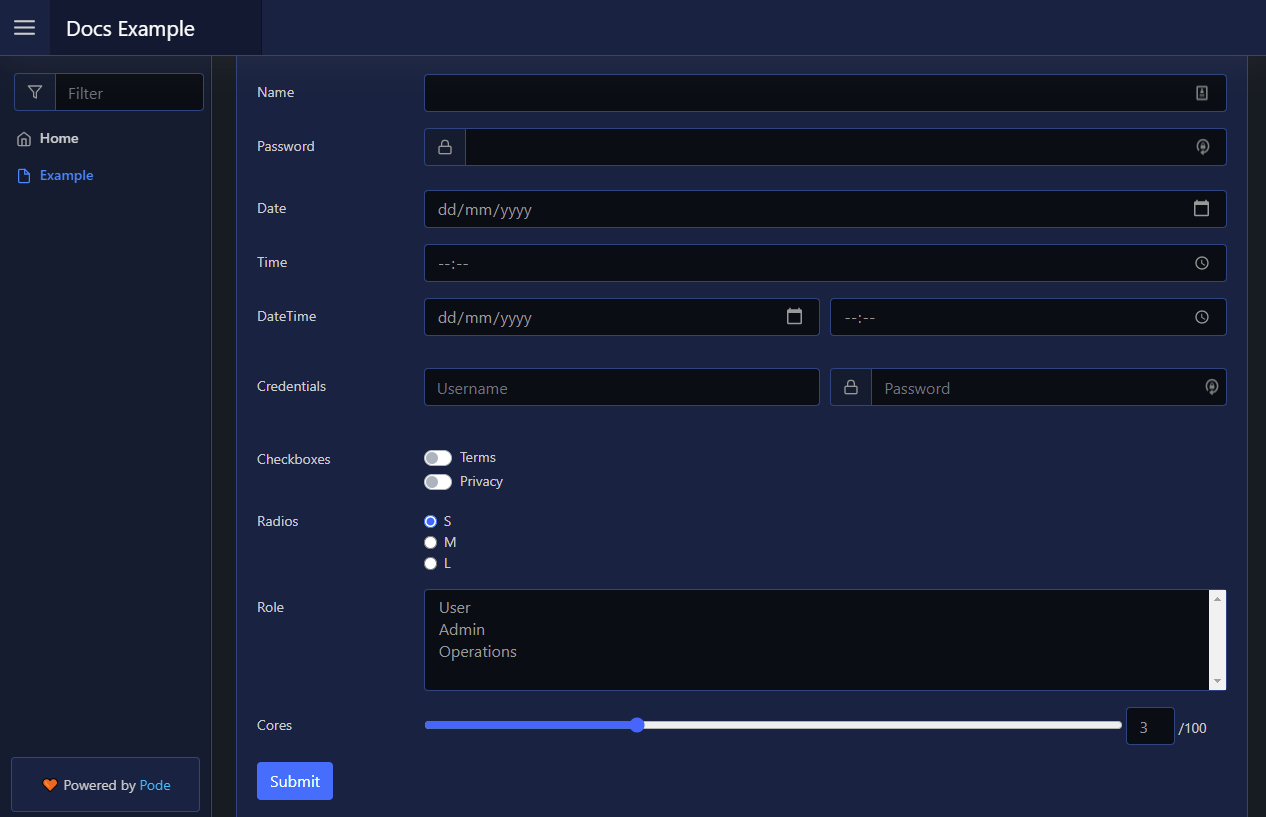 Docs Example
Filter
Home
Example
Powered by Pode
Name
Password
Date dd/mm/yyyy
Time --:--
DateTime dd/mm/yyyy --:--
Credentials Username Password
Checkboxes Terms
Privacy
Radios S
M
L
Role User
Admin
Operations
Cores 3 /100
Submit